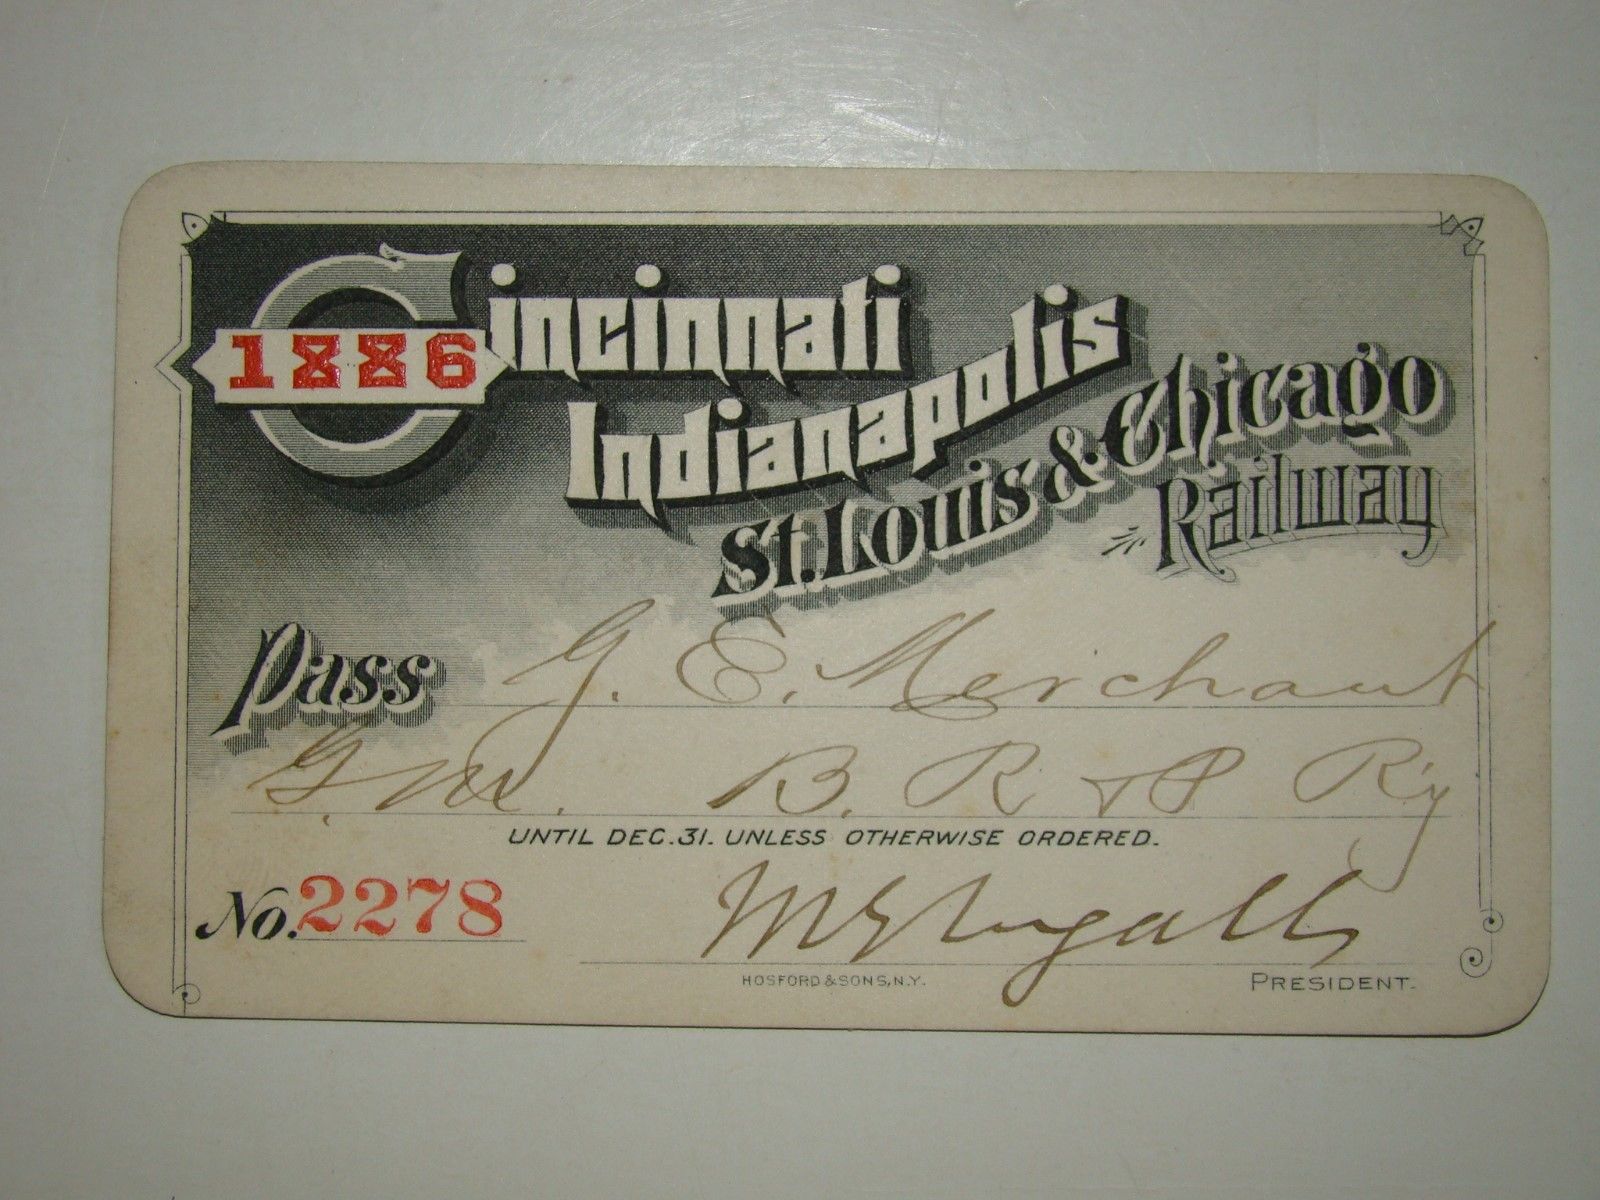 1886
Cincinnati
Indianapolis
St. Louis & Chicago
Railway
Pass G. E. Merchant
G. M. B. R & P Ry
UNTIL DEC. 31. UNLESS OTHERWISE ORDERED.
No. 2278
M E Ingalls
HOSFORD & SONS, N.Y. PRESIDENT.